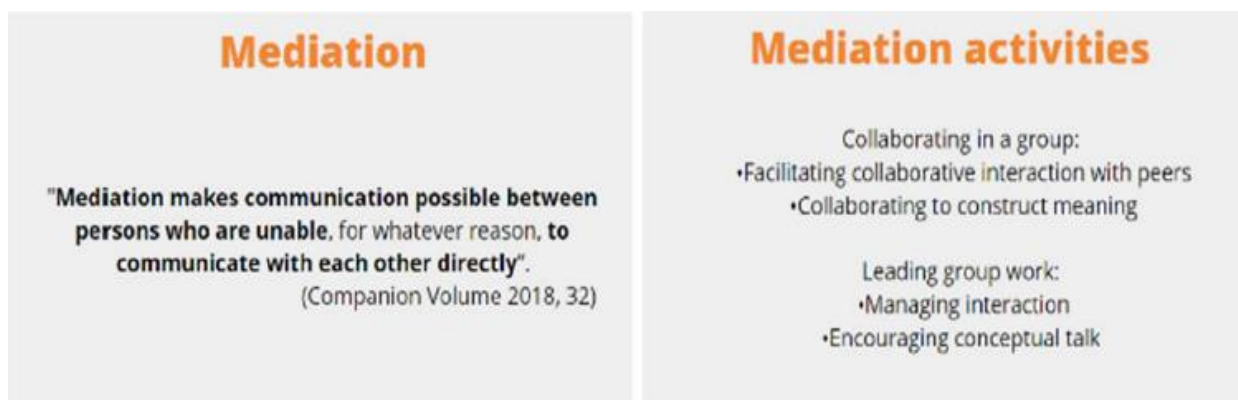 Mediation
"Mediation makes communication possible between
persons who are unable, for whatever reason, to
communicate with each other directly".
(Companion Volume 2018, 32)
Mediation activities
Collaborating in a group:
•Facilitating collaborative interaction with peers
•Collaborating to construct meaning
Leading group work:
•Managing interaction
•Encouraging conceptual talk